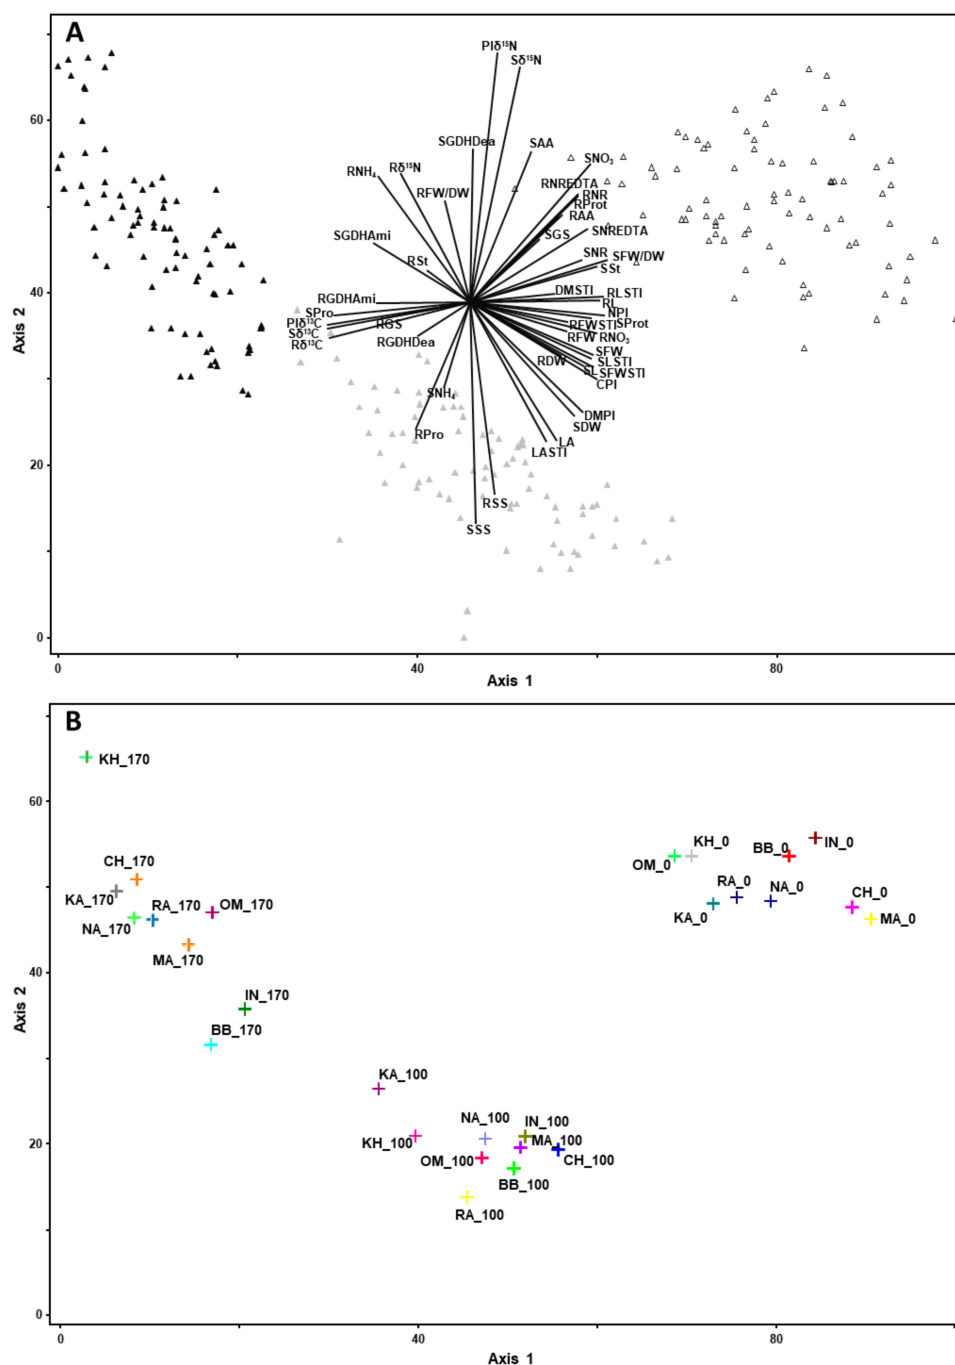 A
PIδ¹⁵N
Sδ¹⁵N
60
SGDHDea
SAA
RNH₄
Rδ¹⁵N
SNO₃
RFW/DW
RNREDTA
RNR
RProt
RAA
SGDHAmi
SGS
SNREDTA
RSt
SNR
SFW/DW
SSt
40
RGDHAmi
DMSTI
RLSTI
RL
SPro
NPI
PIδ¹³C
RGS
RFWSTI
SProt
Sδ¹³C
Rδ¹³C
RGDHDea
RFW
RNO₃
RDW
SFW
SLSTI
SL
SFWSTI
CPI
SNH₄
DMPI
SDW
RPro
LA
LASTI
20
RSS
SSS
0
Axis 2
0
40
80
Axis 1
B
KH_170
60
CH_170
KH_0
BB_0
IN_0
OM_0
KA_170
RA_170
OM_170
RA_0
NA_0
CH_0
NA_170
KA_0
MA_0
MA_170
40
IN_170
BB_170
KA_100
NA_100
IN_100
KH_100
MA_100
20
OM_100
CH_100
BB_100
RA_100
0
Axis 2
0
40
80
Axis 1